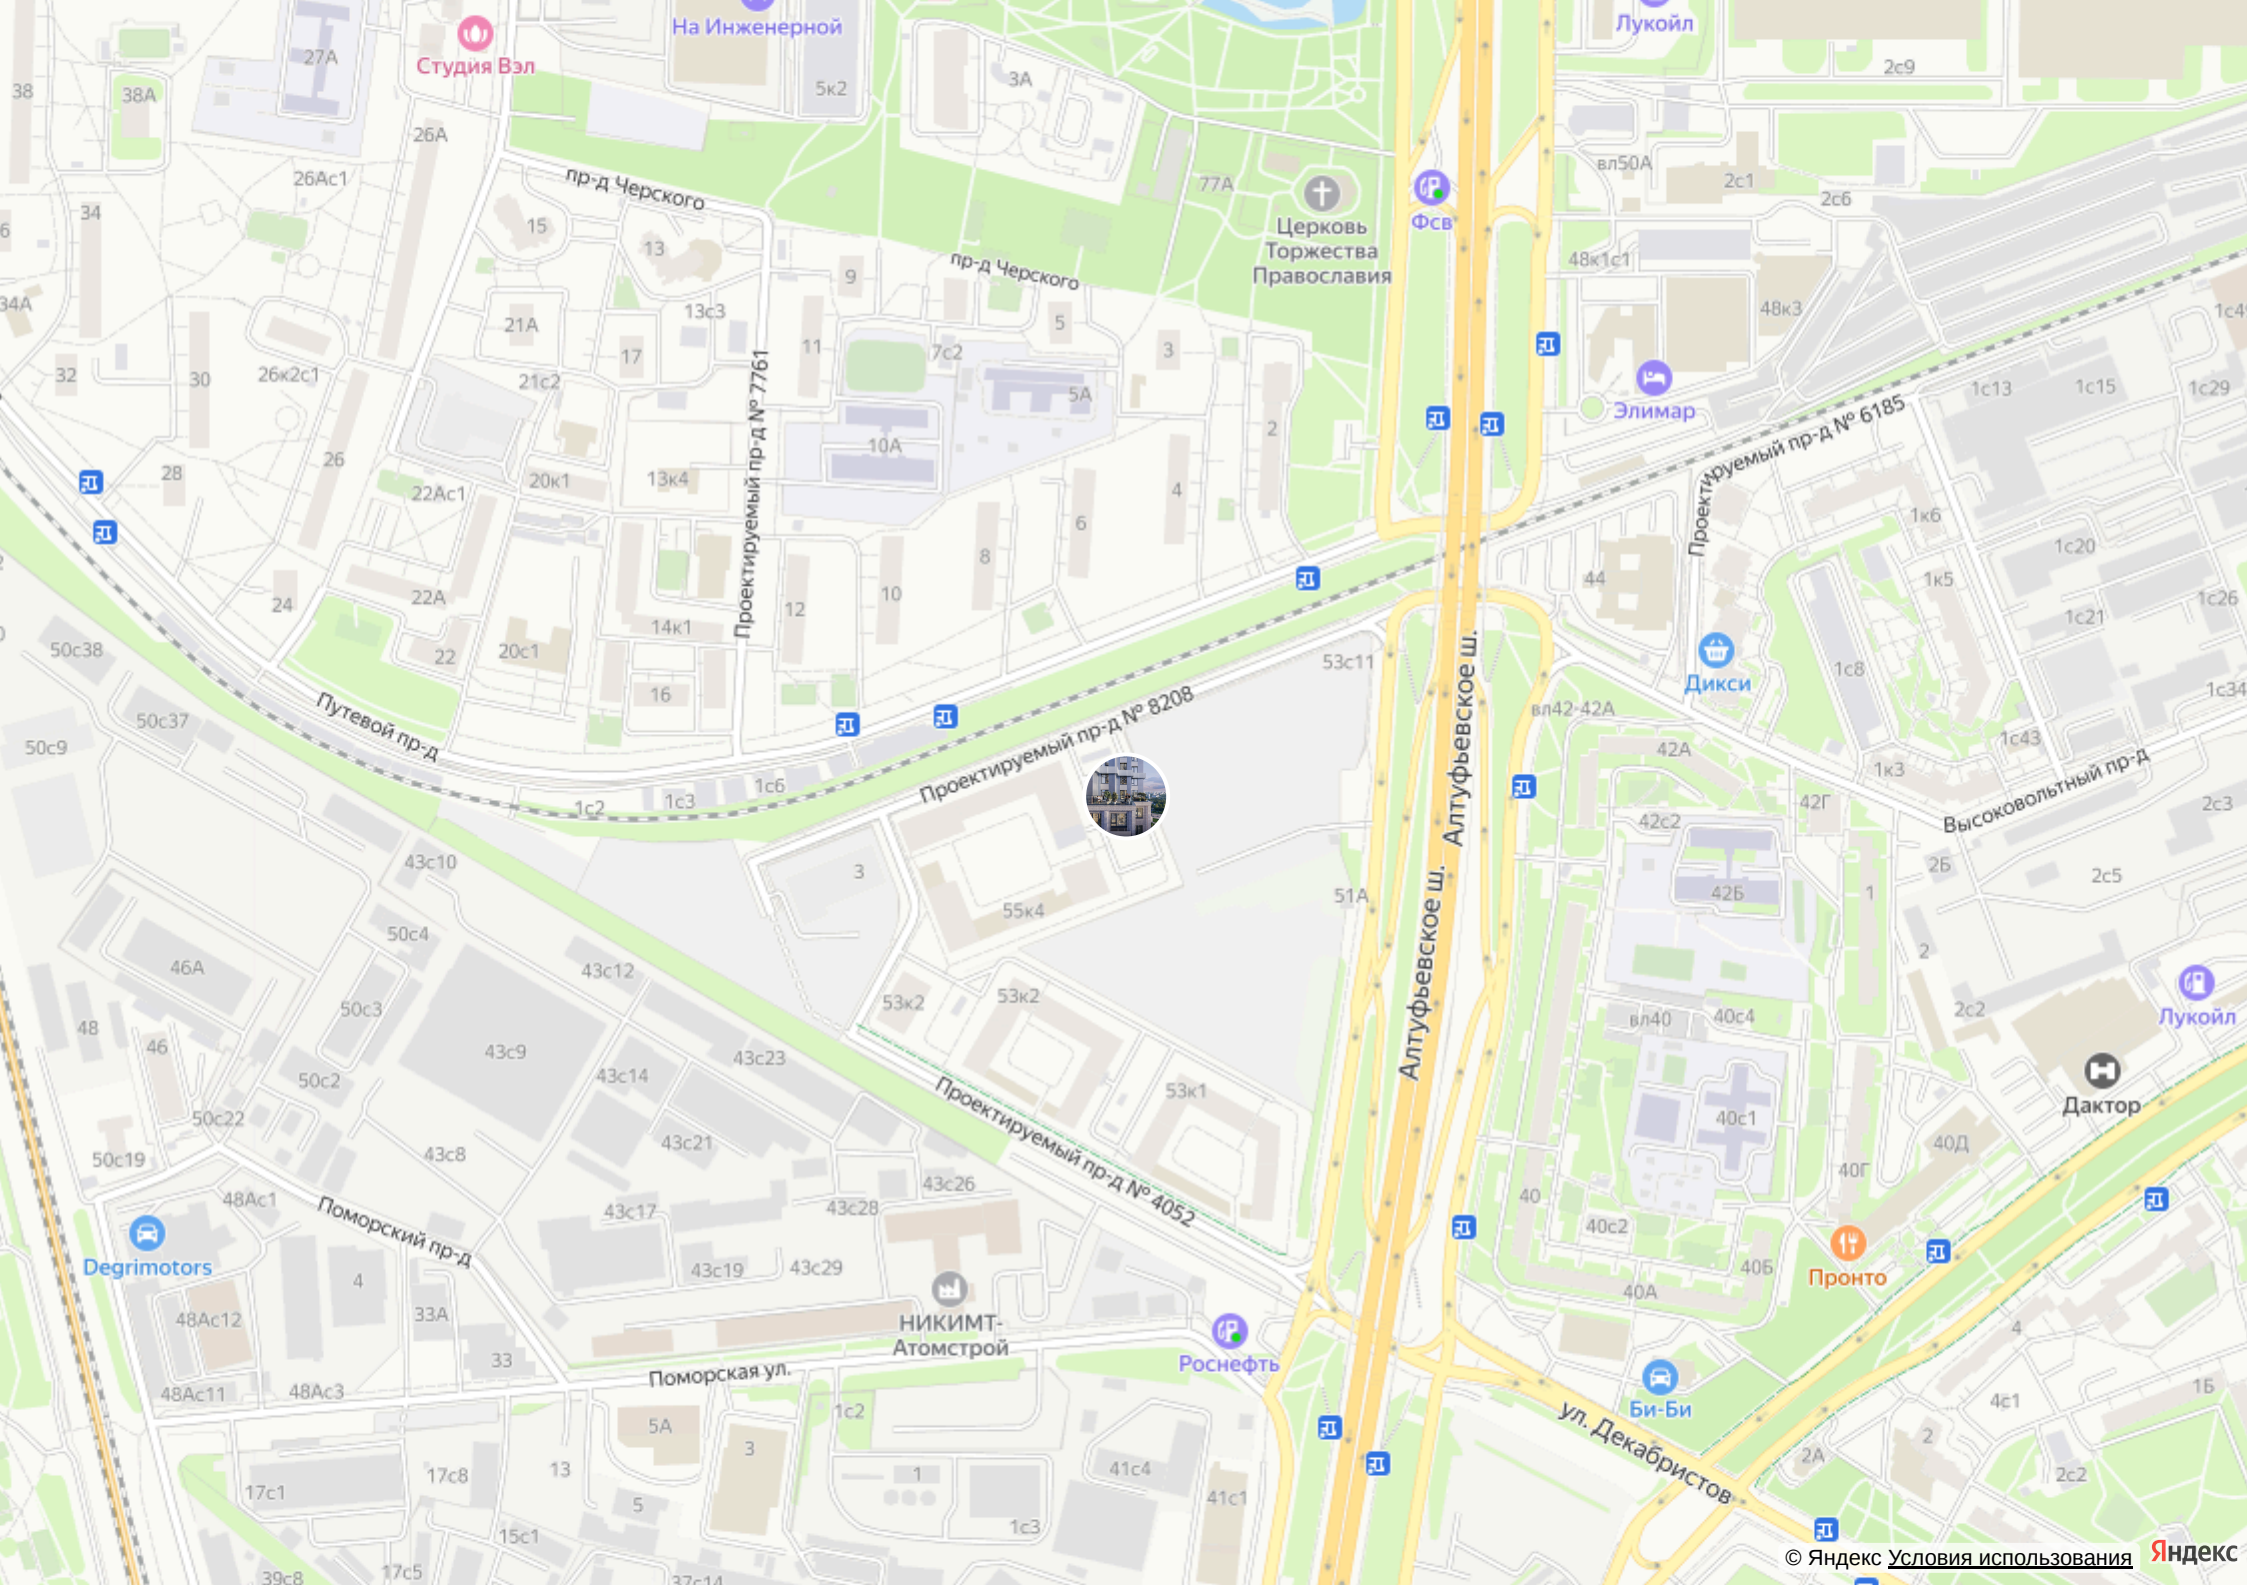 На Инженерной
Лукойл
Студия Вэл
27А
38
38А
5к2
3А
2с9
26А
26Ас1
пр-д Черского
77А
вл50А
2с1
2с6
34
15
13
Церковь
Торжества
Православия
Фсв
48к1с1
9
пр-д Черского
34А
13с3
48к3
21А
5
11
17
7с2
3
32
30
26к2с1
21с2
5А
Элимар
1с13
1с15
1с29
Проектируемый пр-д № 7761
Проектируемый пр-д № 6185
10А
2
26
28
22Ас1
20к1
13к4
4
6
1к6
8
1с20
44
1к5
10
12
1с26
24
22А
14к1
1с21
50с38
22
20с1
53с11
1с8
Дикси
16
1с34
Путевой пр-д
Проектируемый пр-д № 8208
Алтуфьевское ш.
вл42-42А
50с37
50с9
42А
1с43
1к3
1с2
1с3
1с6
42Г
Высоковольтный пр-д
2с3
42с2
43с10
3
2Б
2с5
51А
42Б
1
55к4
Алтуфьевское ш.
50с4
2
46А
43с12
53к2
53к2
50с3
2с2
Лукойл
48
вл40
40с4
46
43с9
43с23
43с14
50с2
53к1
50с22
Дактор
40с1
43с21
43с8
40Д
50с19
Проектируемый пр-д № 4052
40Г
43с26
48Ас1
43с17
43с28
40
40с2
Поморский пр-д
Degrimotors
43с19
43с29
40Б
4
Пронто
40А
48Ас12
33А
НИКИМТ-
Атомстрой
4
Роснефть
33
48Ас11
48Ас3
Поморская ул.
1Б
Би-Би
4с1
1с2
5А
3
ул. Декабристов
2
2А
13
17с8
1
41с4
2с2
17с1
5
41с1
15с1
1с3
17с5
39с8
37с14
© Яндекс Условия использования
Яндекс